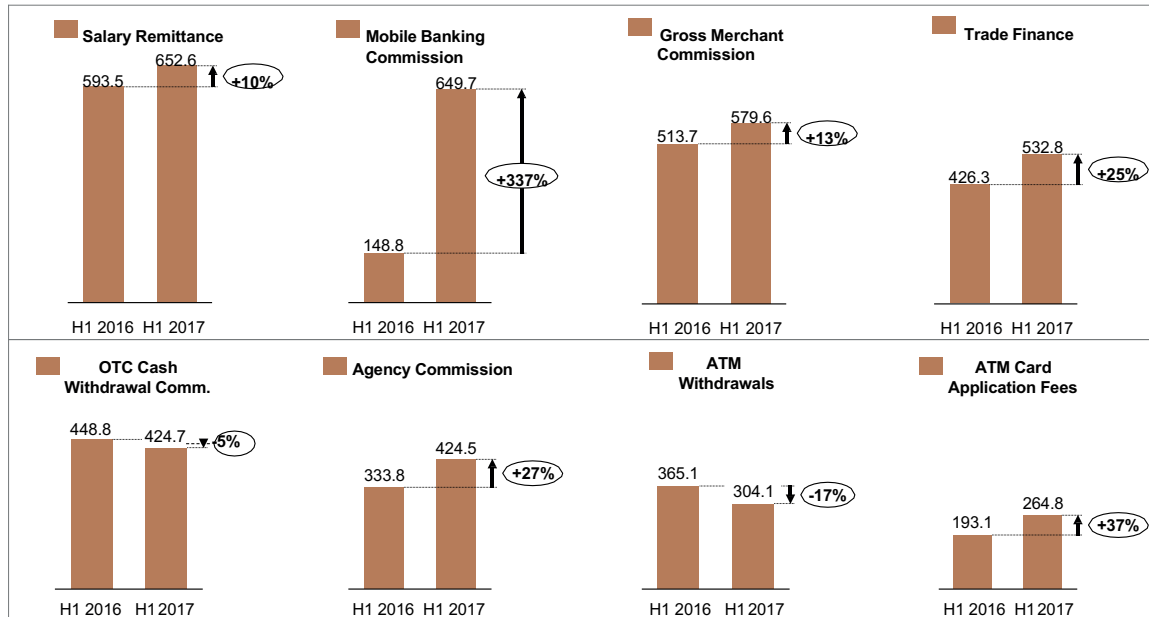 Salary Remittance
593.5
652.6
+10%
H1 2016
H1 2017
Mobile Banking
Commission
148.8
649.7
+337%
H1 2016
H1 2017
Gross Merchant
Commission
513.7
579.6
+13%
H1 2016
H1 2017
Trade Finance
426.3
532.8
+25%
H1 2016
H1 2017
OTC Cash
Withdrawal Comm.
448.8
424.7
-5%
H1 2016
H1 2017
Agency Commission
333.8
424.5
+27%
H1 2016
H1 2017
ATM
Withdrawals
365.1
304.1
-17%
H1 2016
H1 2017
ATM Card
Application Fees
193.1
264.8
+37%
H1 2016
H1 2017